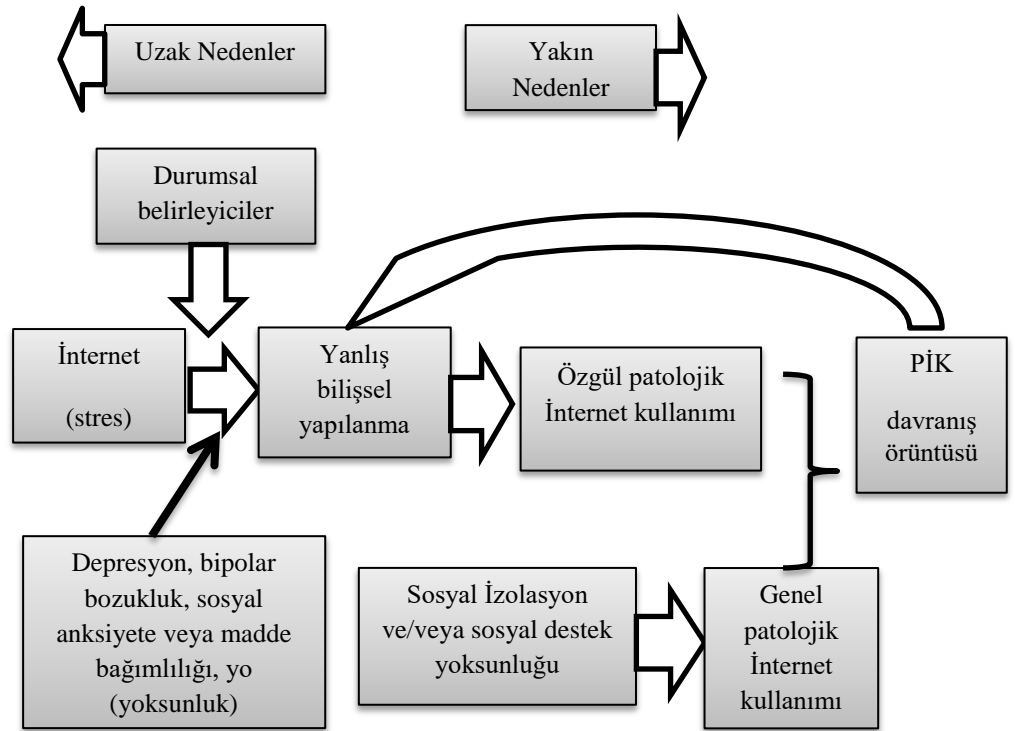 Uzak Nedenler
Yakın
Nedenler
Durumsal
belirleyiciler
İnternet
(stres)
Yanlış
bilişsel
yapılanma
Özgül patolojik
İnternet kullanımı
PİK
davranış
örüntüsü
Depresyon, bipolar
bozukluk, sosyal
anksiyete veya madde
bağımlılığı, yo
(yoksunluk)
Sosyal İzolasyon
ve/veya sosyal destek
yoksunluğu
Genel
patolojik
İnternet
kullanımı